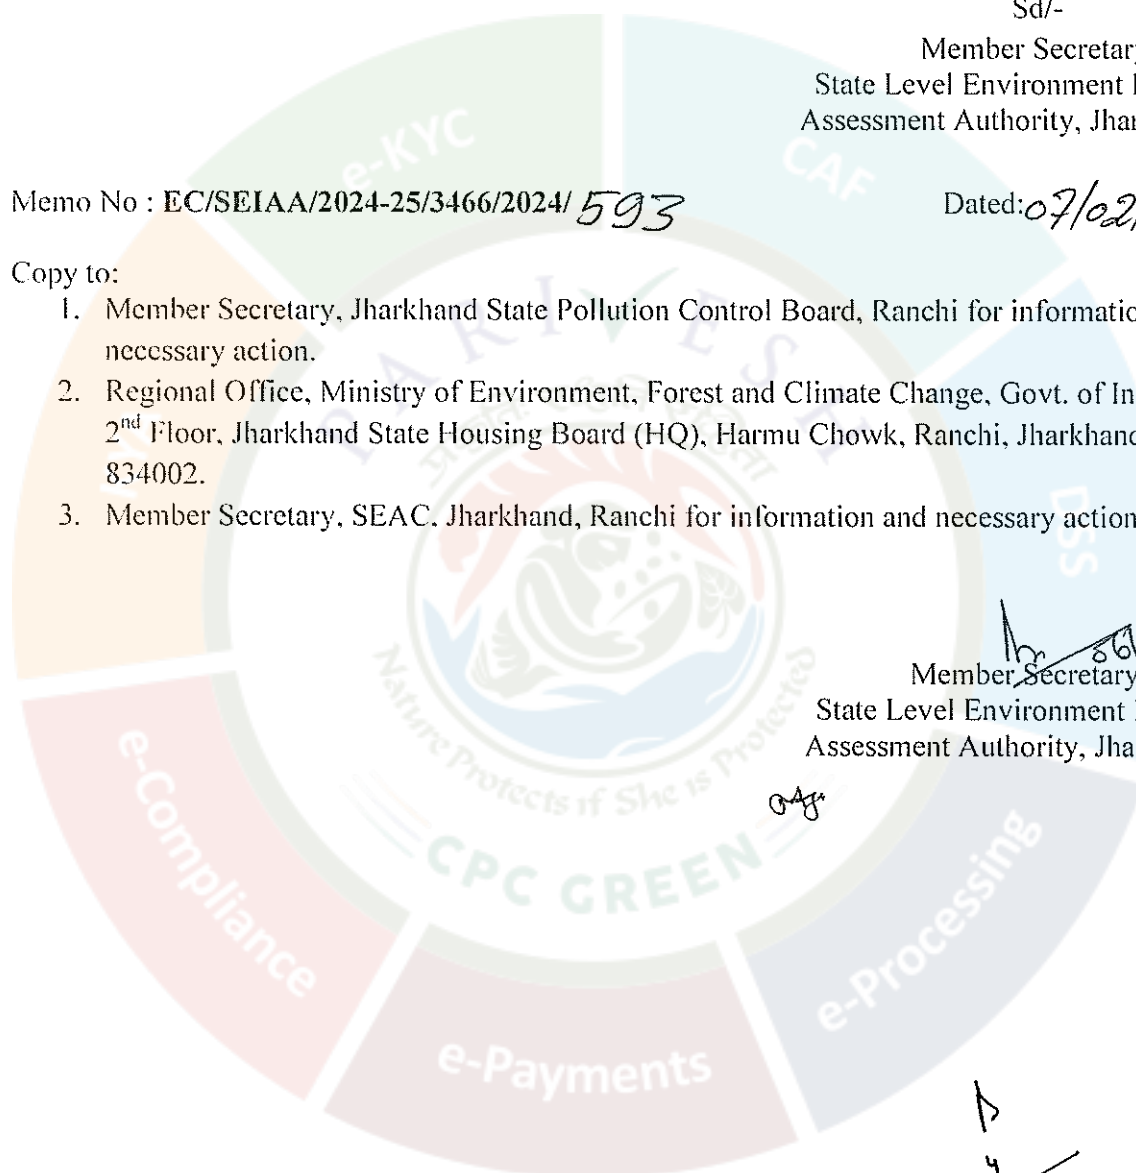 Sd/-
Member Secretary
State Level Environment
Assessment Authority, Jhar
Memo No : EC/SEIAA/2024-25/3466/2024/ 593 Dated: 07/02/
Copy to:
1. Member Secretary, Jharkhand State Pollution Control Board, Ranchi for informatio
necessary action.
2. Regional Office, Ministry of Environment, Forest and Climate Change, Govt. of In
2nd Floor, Jharkhand State Housing Board (HQ), Harmu Chowk, Ranchi, Jharkhand
834002.
3. Member Secretary, SEAC, Jharkhand, Ranchi for information and necessary action
Member Secretary
State Level Environment
Assessment Authority, Jha
e-KYC
CAF
PARIVESH
DSS
Nature Protects if She is Protected
CPC GREEN
e-Compliance
e-Payments
e-Processing